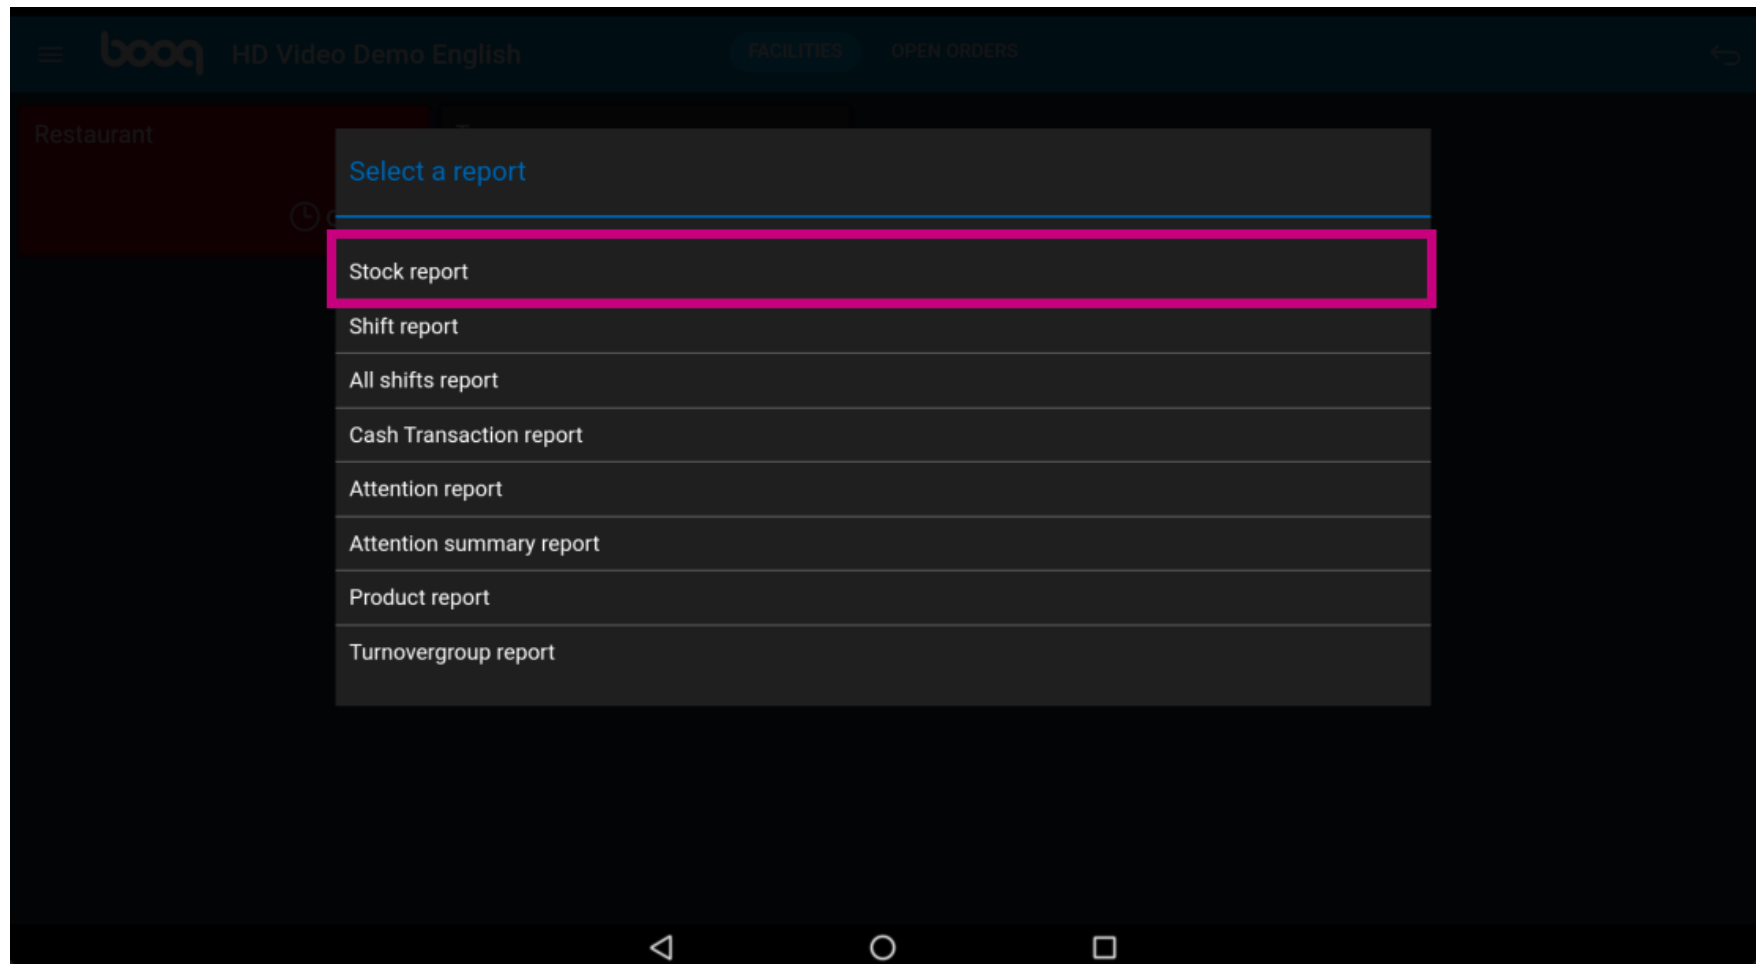 booq HD Video Demo English FACILITIES OPEN ORDERS
Restaurant
Select a report
Stock report
Shift report
All shifts report
Cash Transaction report
Attention report
Attention summary report
Product report
Turnovergroup report